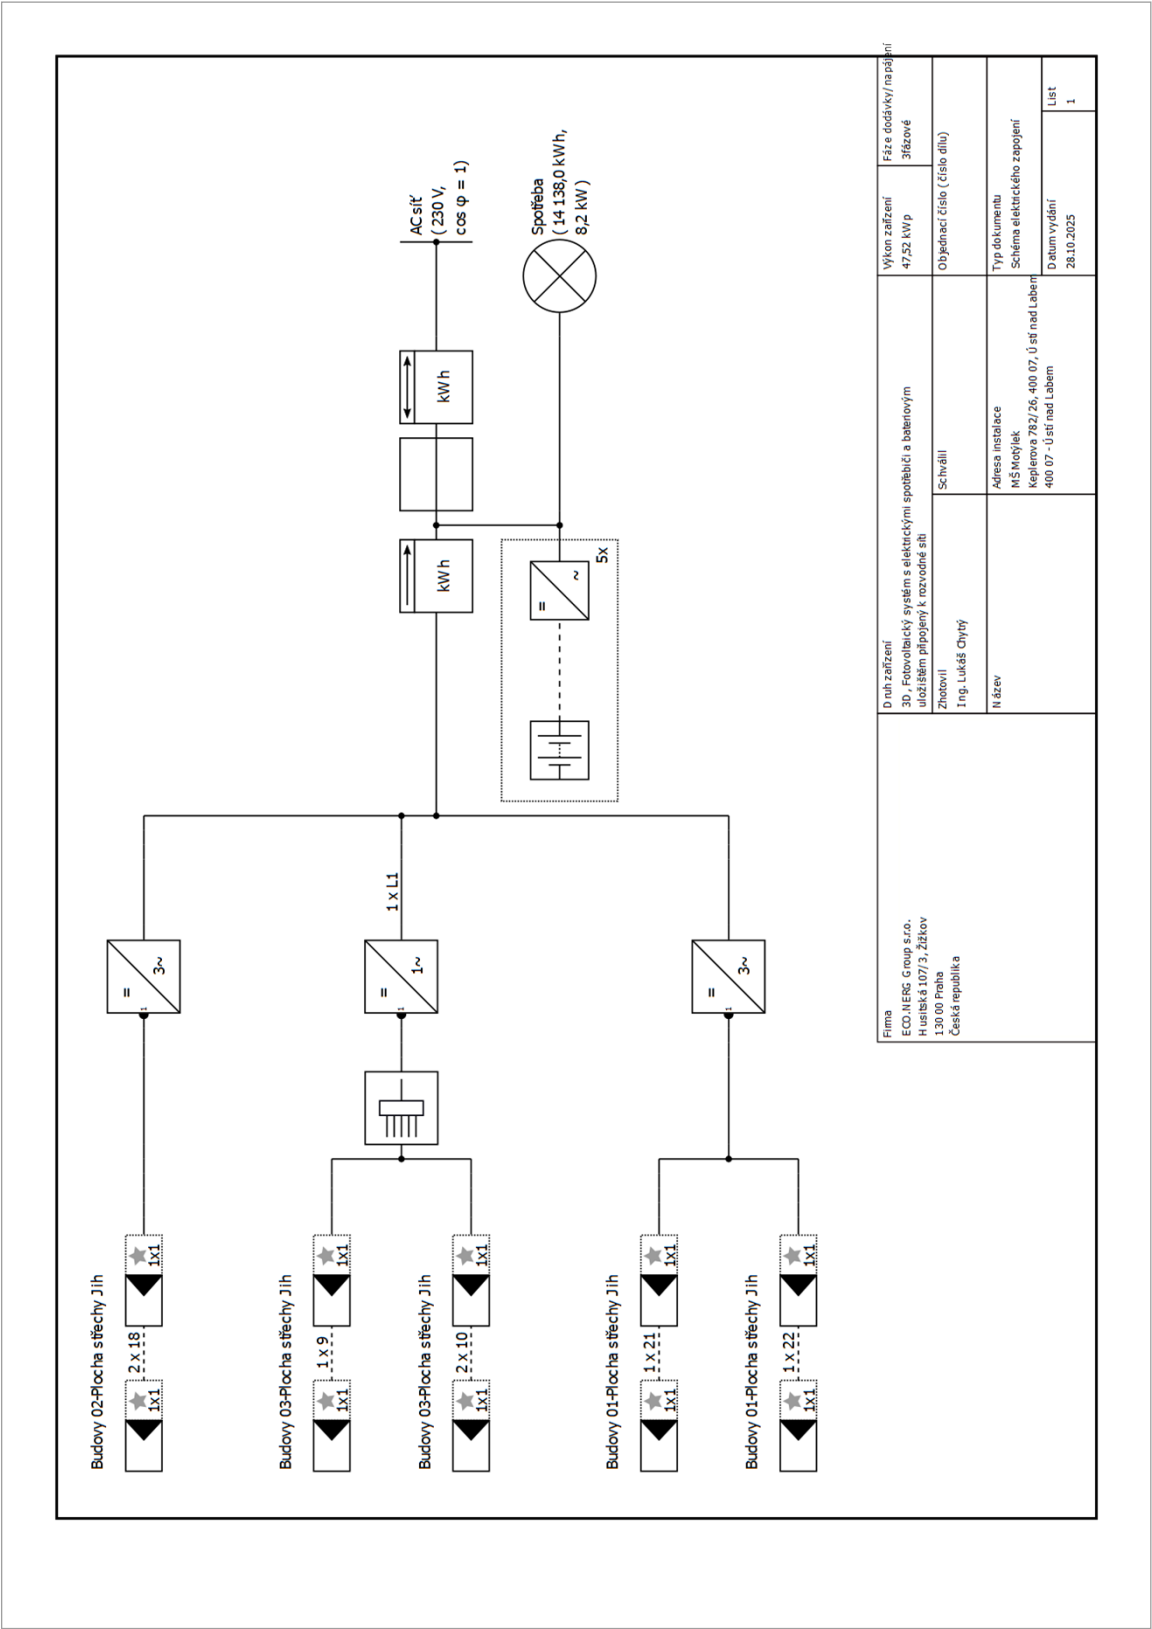 Budovy 02-Plocha střechy Jih
1x1
2 x 18
1x1
=
3~
1
Budovy 03-Plocha střechy Jih
1x1
1 x 9
1x1
Budovy 03-Plocha střechy Jih
1x1
2 x 10
1x1
=
1~
1
1 x L1
Budovy 01-Plocha střechy Jih
1x1
1 x 21
1x1
Budovy 01-Plocha střechy Jih
1x1
1 x 22
1x1
=
3~
1
kWh
kWh
AC síť
(230 V,
cos φ = 1)
=
~
5x
Spotřeba
(14 138,0 kWh,
8,2 kW)
Firma
ECO.NERG Group s.r.o.
Husitská 107/3, Žižkov
130 00 Praha
Česká republika
Druh zařízení
3D, Fotovoltaický systém s elektrickými spotřebiči a bateriovým
uložištěm připojený k rozvodné síti
Výkon zařízení
47,52 kWp
Fáze dodávky/napájení
3fázové
Zhotovil
Ing. Lukáš Chytrý
Schválil
Objednací číslo (číslo dílu)
Název
Adresa instalace
MŠ Motýlek
Keplerova 782/26, 400 07, Ústí nad Labem
400 07 - Ústí nad Labem
Typ dokumentu
Schéma elektrického zapojení
Datum vydání
28.10.2025
List
1